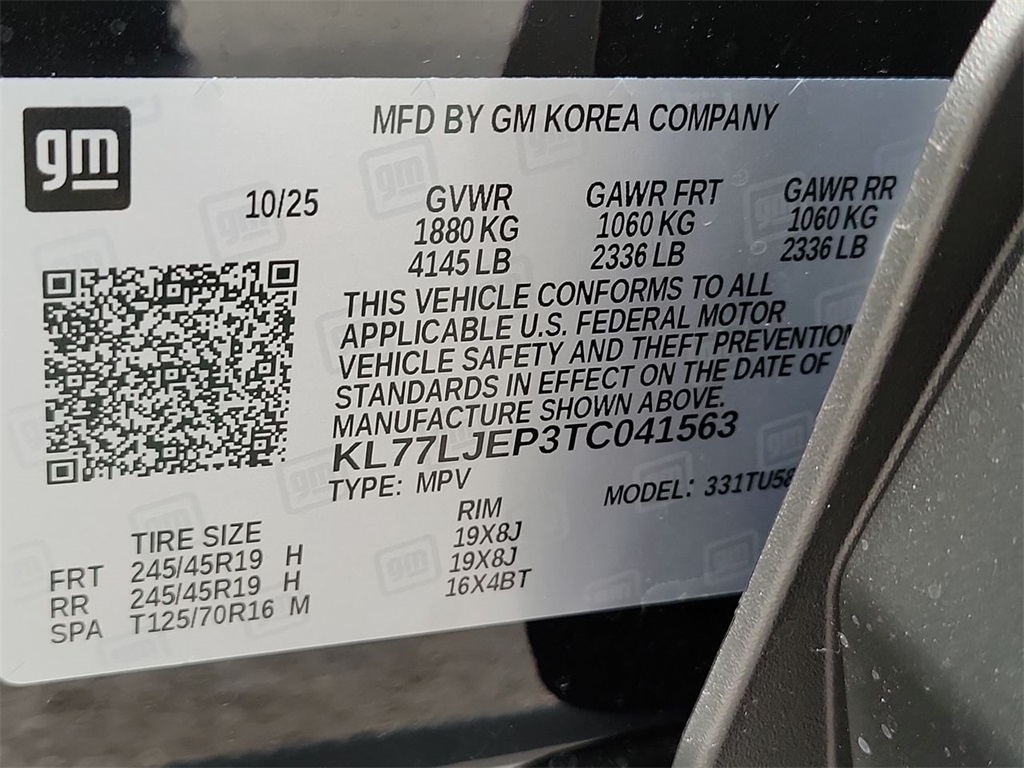 gm
MFD BY GM KOREA COMPANY
10/25 GVWR GAWR FRT GAWR RR
1880 KG 1060 KG 1060 KG
4145 LB 2336 LB 2336 LB
THIS VEHICLE CONFORMS TO ALL
APPLICABLE U.S. FEDERAL MOTOR
VEHICLE SAFETY AND THEFT PREVENTION
STANDARDS IN EFFECT ON THE DATE OF
MANUFACTURE SHOWN ABOVE.
KL77LJEP3TC041563
TYPE: MPV MODEL: 331TU58
TIRE SIZE RIM
FRT 245/45R19 H 19X8J
RR 245/45R19 H 19X8J
SPA T125/70R16 M 16X4BT